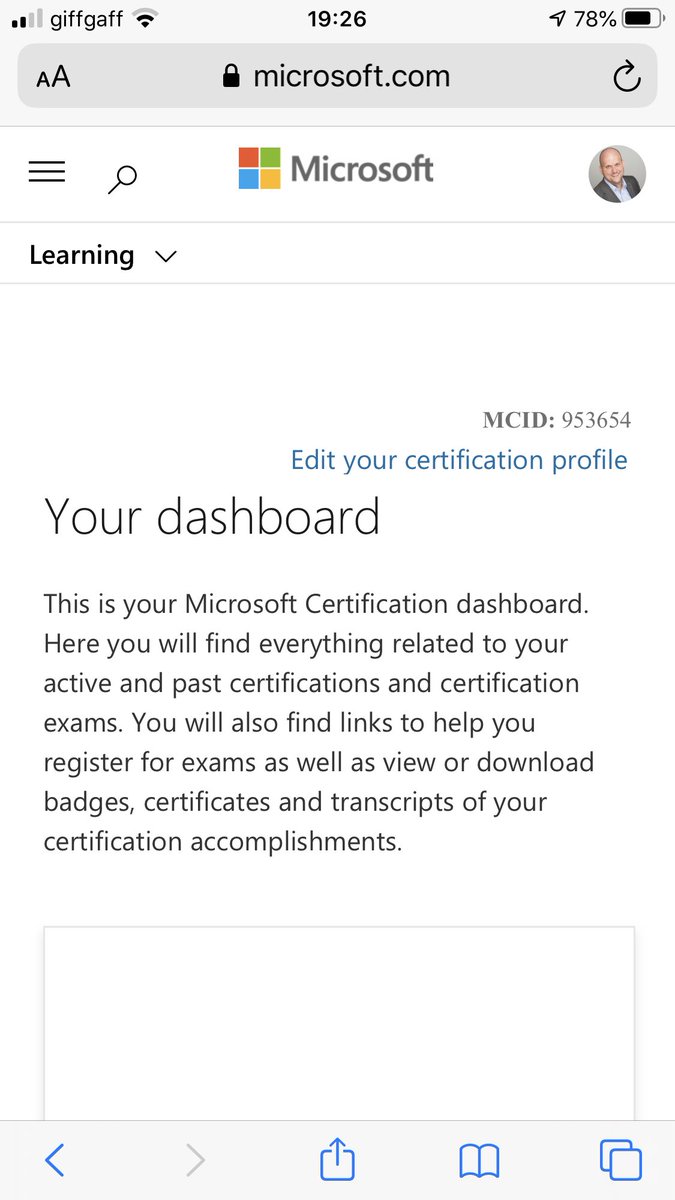 giffgaff 19:26 78%
AA microsoft.com
Microsoft
Learning
MCID: 953654
Edit your certification profile
Your dashboard
This is your Microsoft Certification dashboard.
Here you will find everything related to your
active and past certifications and certification
exams. You will also find links to help you
register for exams as well as view or download
badges, certificates and transcripts of your
certification accomplishments.